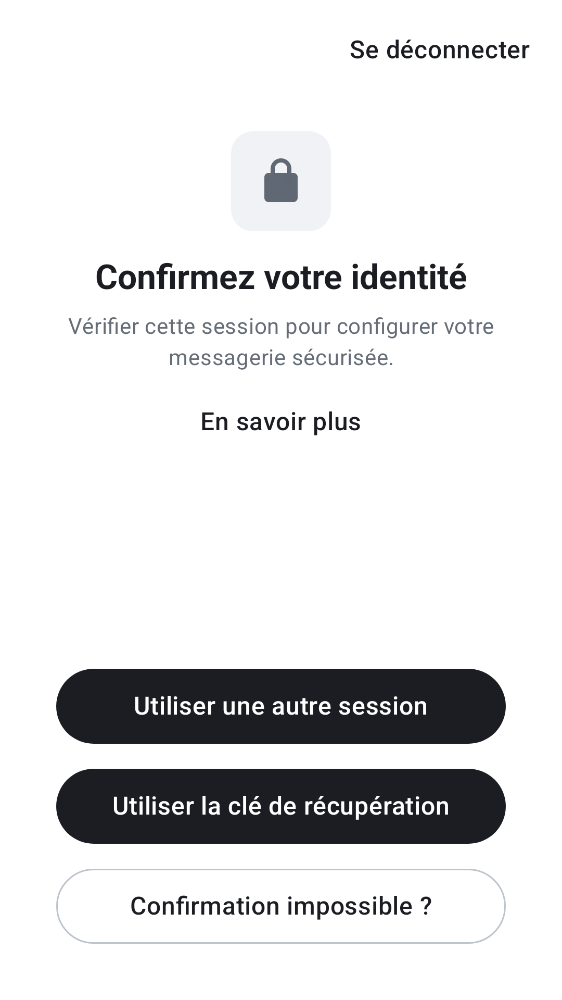 Se déconnecter
Confirmez votre identité
Vérifier cette session pour configurer votre
messagerie sécurisée.
En savoir plus
Utiliser une autre session
Utiliser la clé de récupération
Confirmation impossible ?